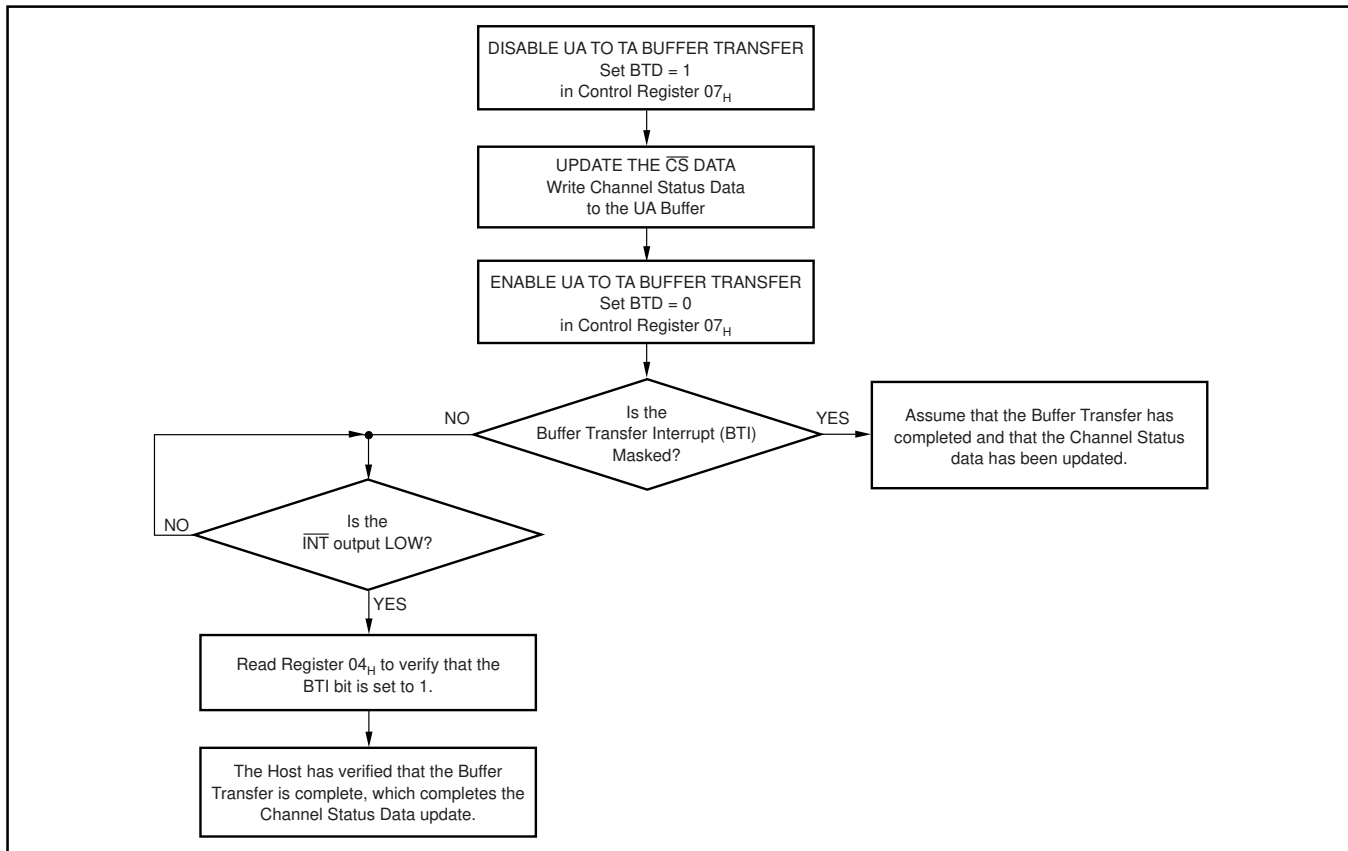 DISABLE UA TO TA BUFFER TRANSFER
Set BTD = 1
in Control Register 07H
UPDATE THE C̅S̅ DATA
Write Channel Status Data
to the UA Buffer
ENABLE UA TO TA BUFFER TRANSFER
Set BTD = 0
in Control Register 07H
NO
Is the
Buffer Transfer Interrupt (BTI)
Masked?
YES
Assume that the Buffer Transfer has
completed and that the Channel Status
data has been updated.
NO
Is the
I̅N̅T̅ output LOW?
YES
Read Register 04H to verify that the
BTI bit is set to 1.
The Host has verified that the Buffer
Transfer is complete, which completes the
Channel Status Data update.